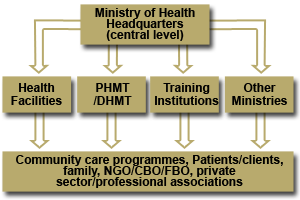 Ministry of Health
Headquarters
(central level)
Health
Facilities
PHMT
/DHMT
Training
Institutions
Other
Ministries
Community care programmes, Patients/clients,
family, NGO/CBO/FBO, private
sector/professional associations